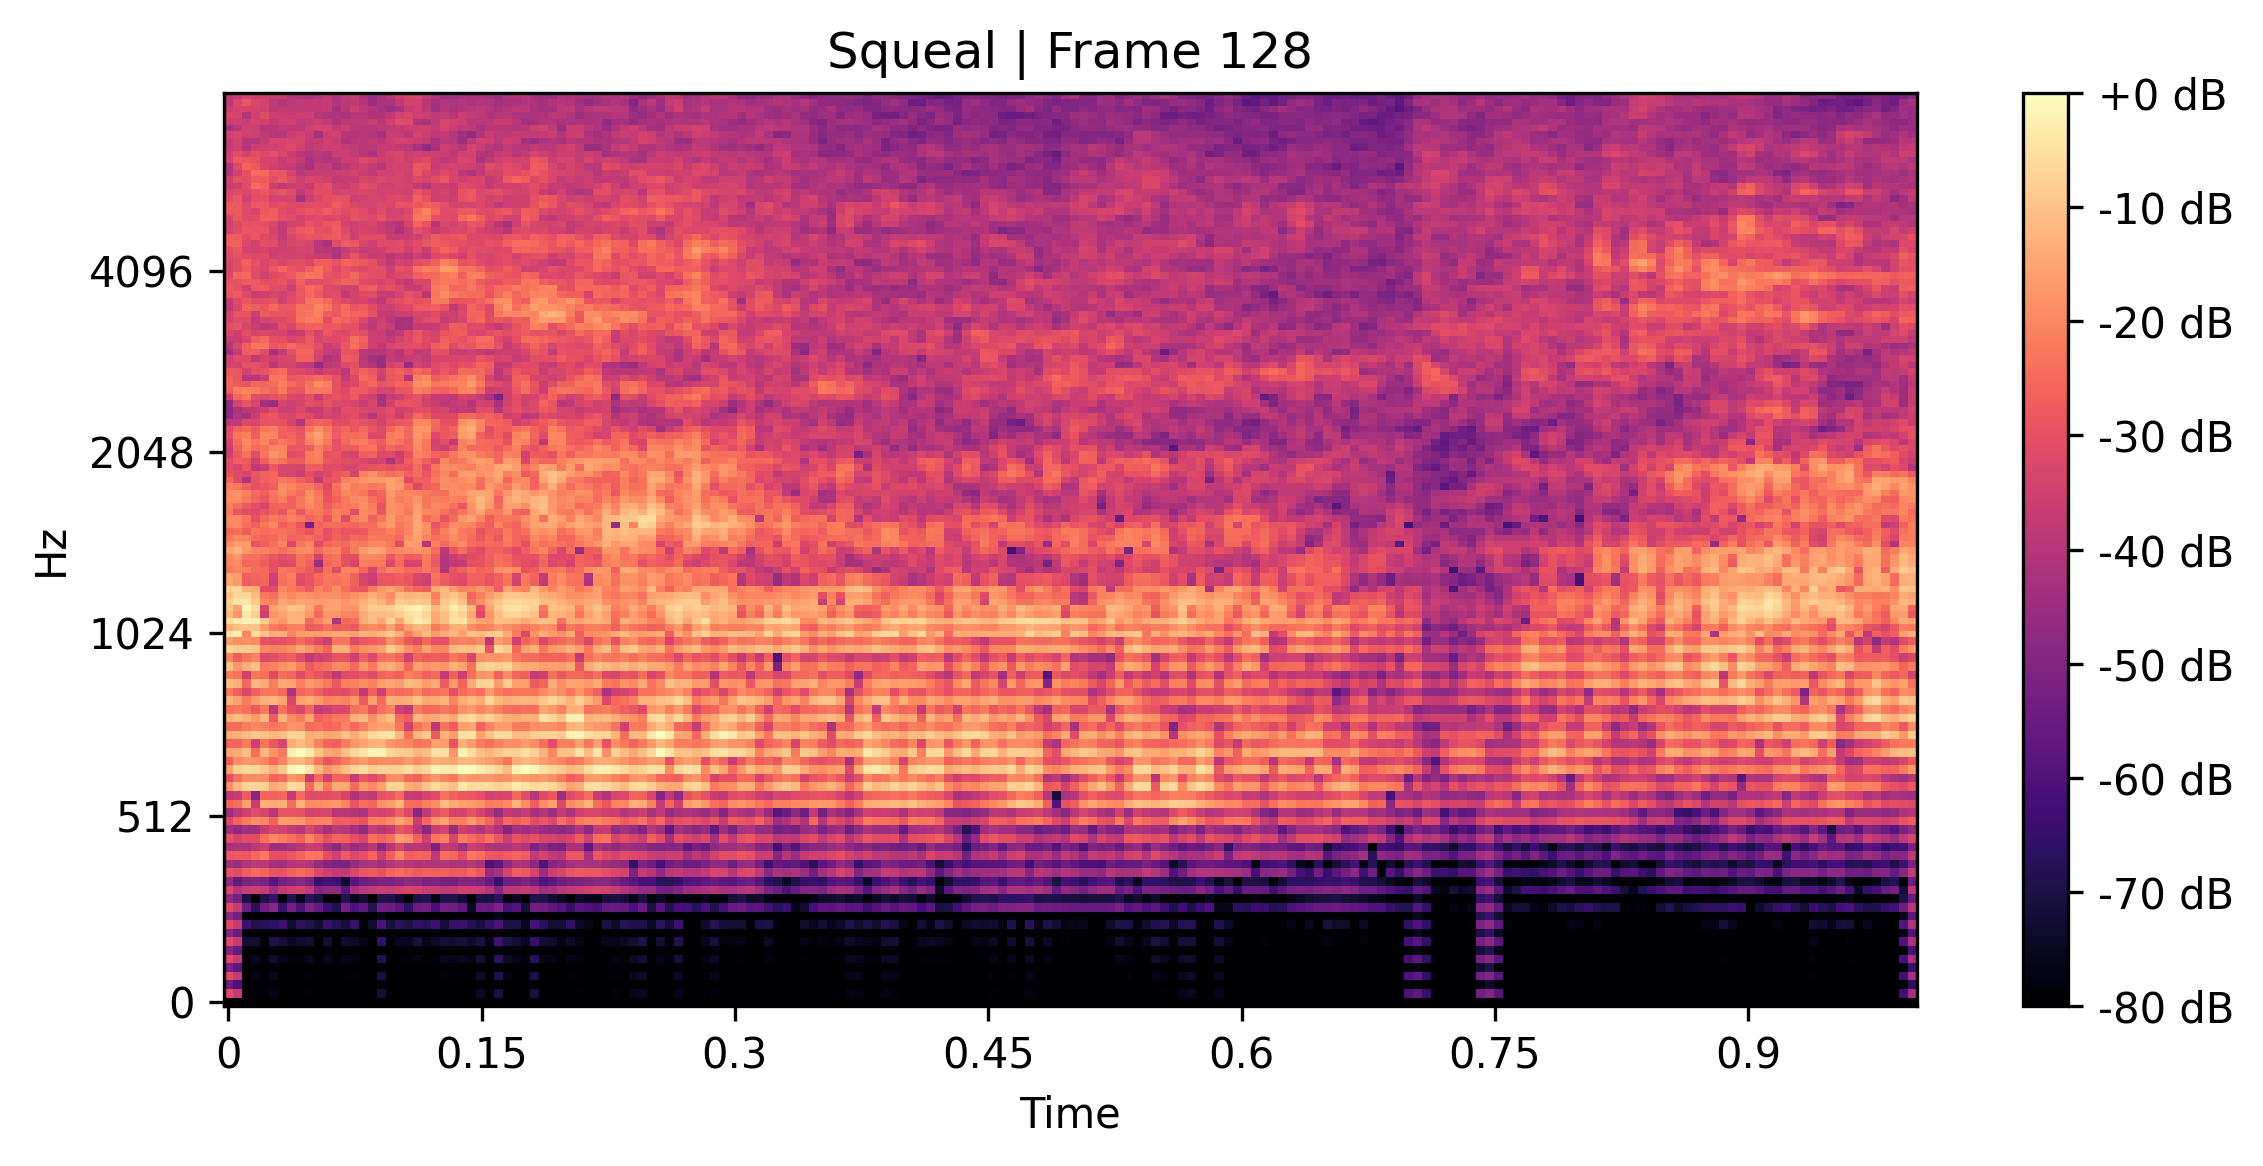 Squeal | Frame 128
Hz
4096
2048
1024
512
0
0 0.15 0.3 0.45 0.6 0.75 0.9
Time
+0 dB
-10 dB
-20 dB
-30 dB
-40 dB
-50 dB
-60 dB
-70 dB
-80 dB